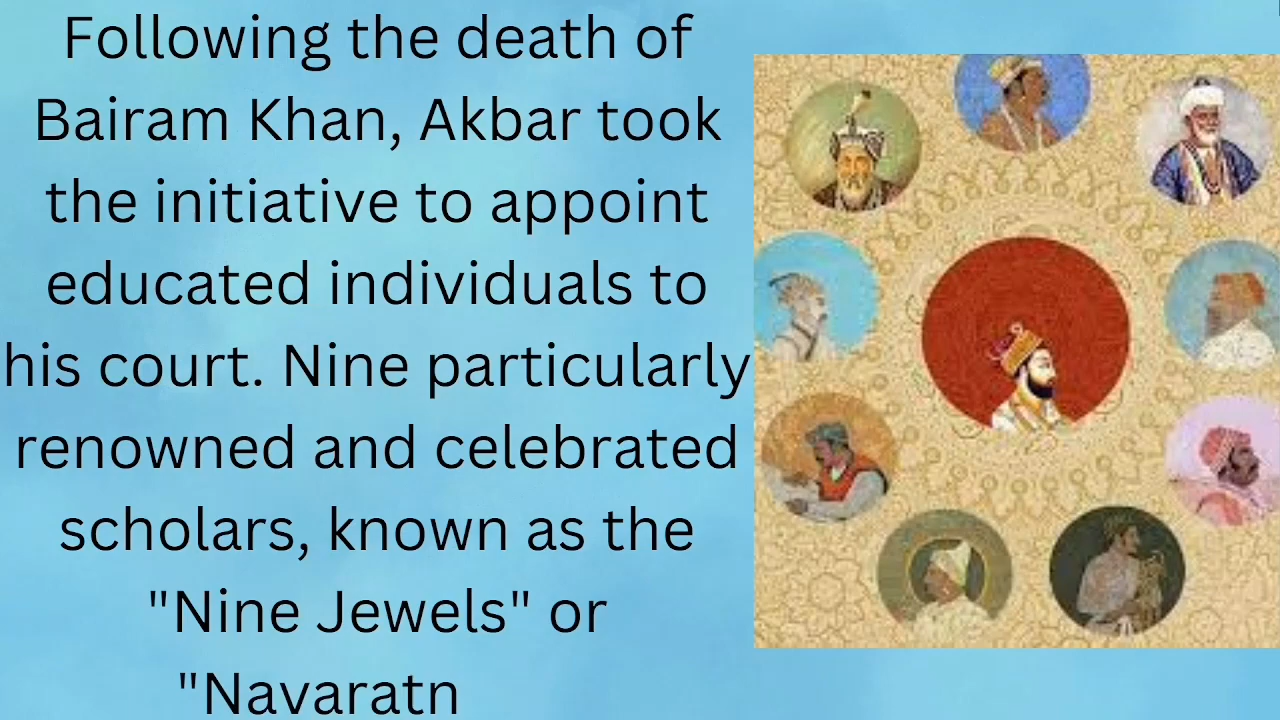 Following the death of
Bairam Khan, Akbar took
the initiative to appoint
educated individuals to
his court. Nine particularly
renowned and celebrated
scholars, known as the
"Nine Jewels" or
"Navaratn